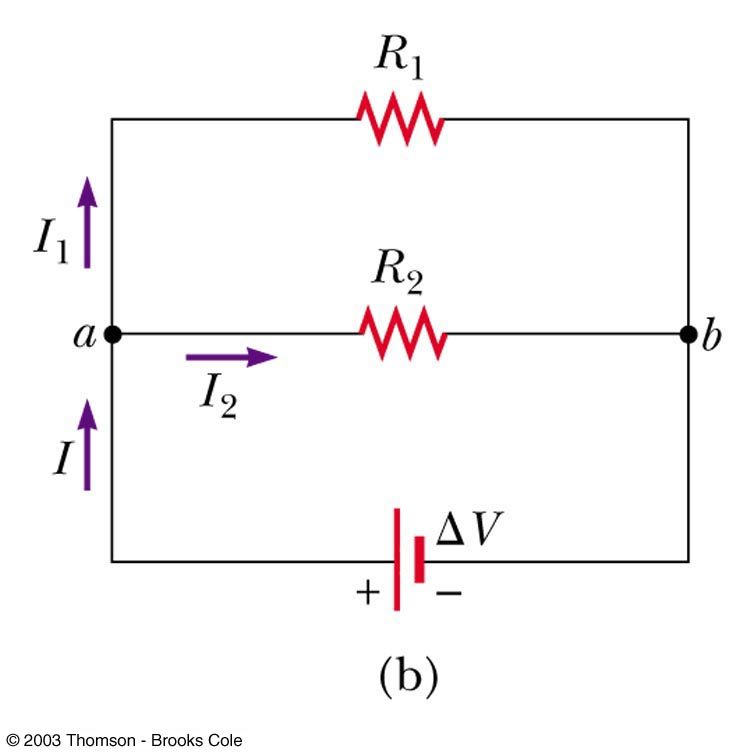 R₁
I₁
R₂
a
b
I₂
I
ΔV
+ −
(b)
© 2003 Thomson - Brooks Cole